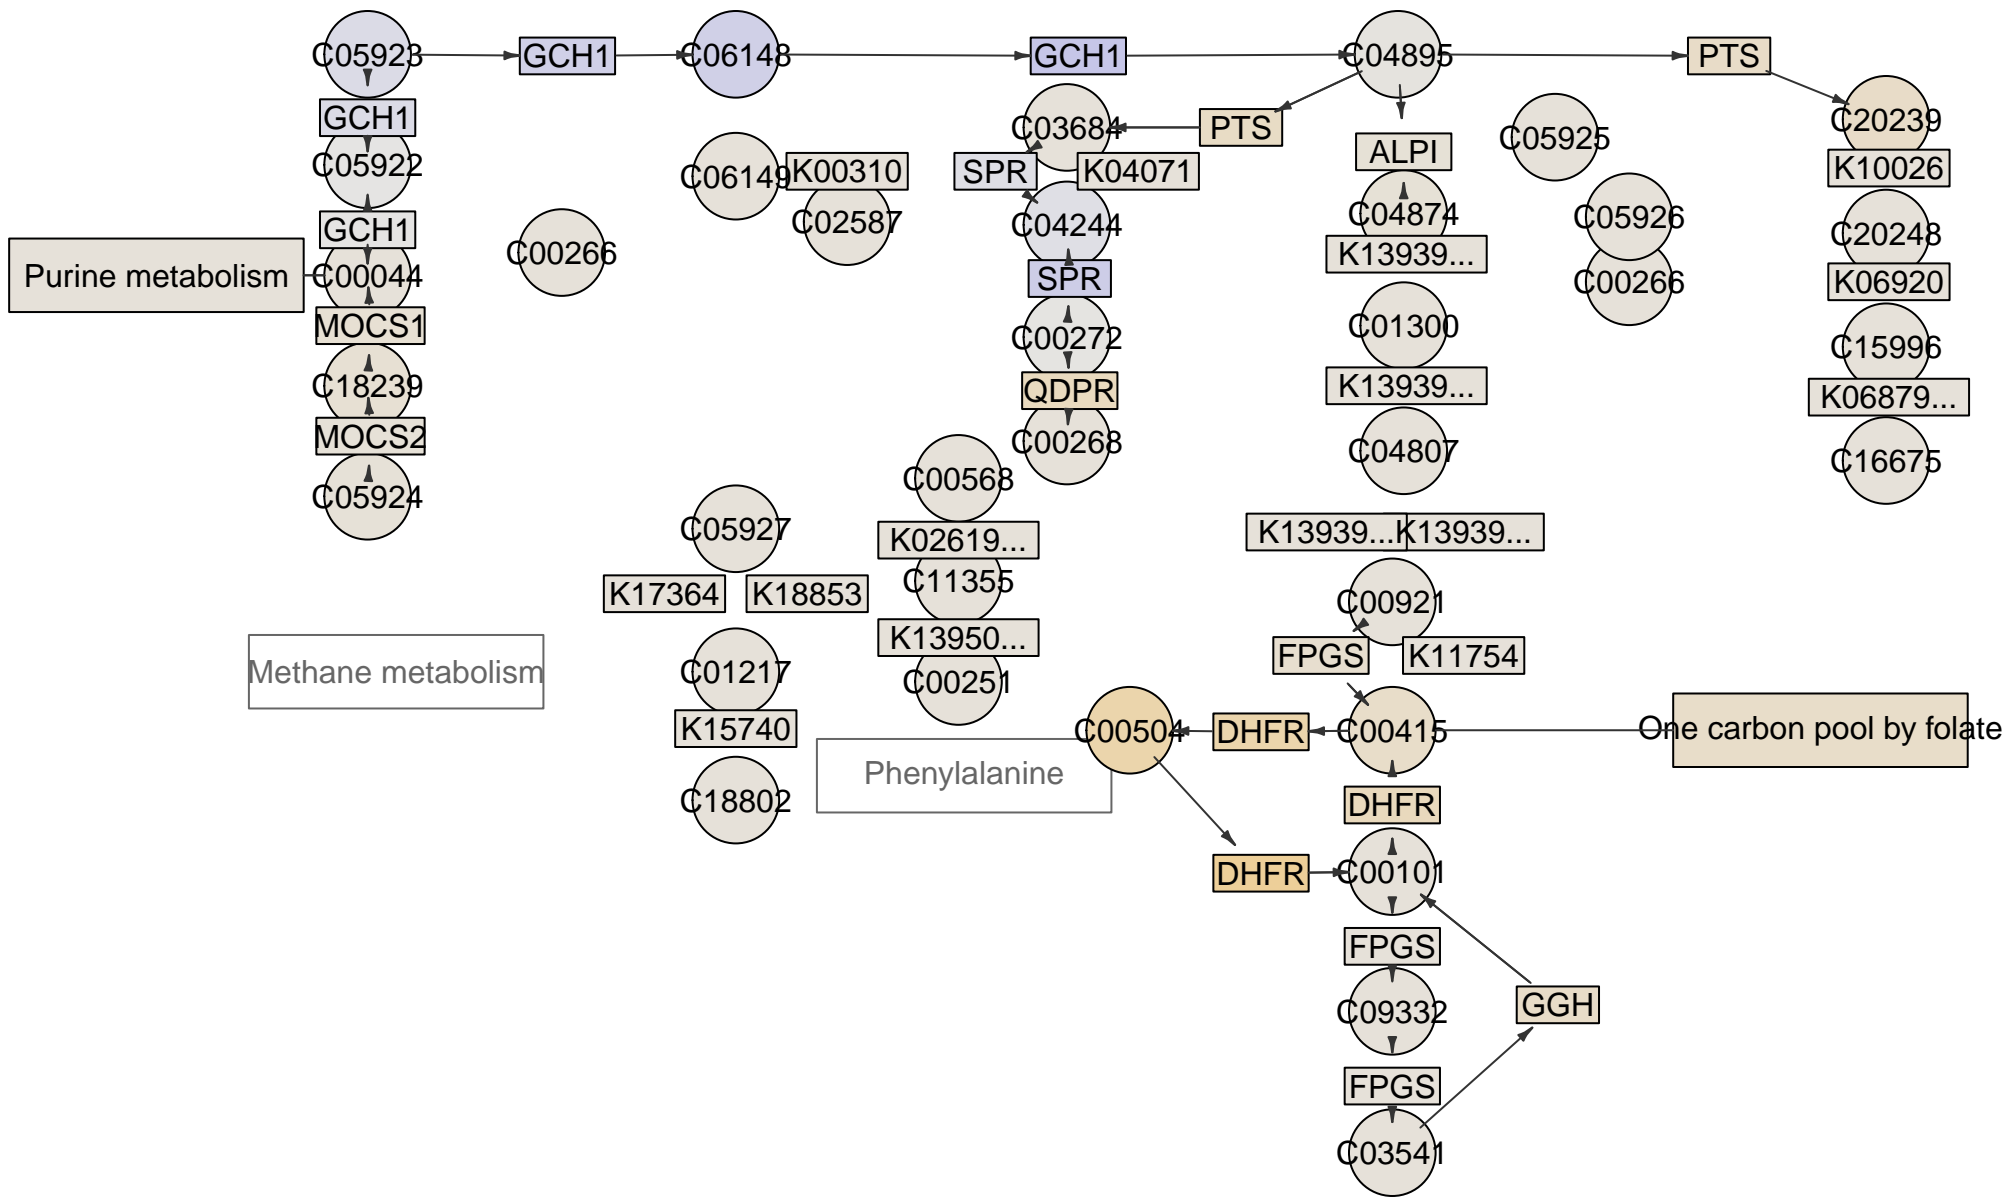 C05923
GCH1
C06148
GCH1
C04895
PTS
GCH1
C03684
PTS
C05925
C20239
C05922
C06149
K00310
SPR
K04071
ALPI
K10026
GCH1
C00266
C02587
C04244
C04874
C05926
C20248
Purine metabolism
C00044
SPR
K13939...
C00266
K06920
MOCS1
C00272
C01300
C15996
C18239
QDPR
K13939...
K06879...
MOCS2
C00268
C04807
C16675
C05924
C00568
C05927
K02619...
K13939...
K13939...
K17364
K18853
C11355
C00921
Methane metabolism
C01217
K13950...
FPGS
K11754
C00251
K15740
C00504
DHFR
C00415
One carbon pool by folate
Phenylalanine
C18802
DHFR
DHFR
C00101
FPGS
C09332
GGH
FPGS
C03541